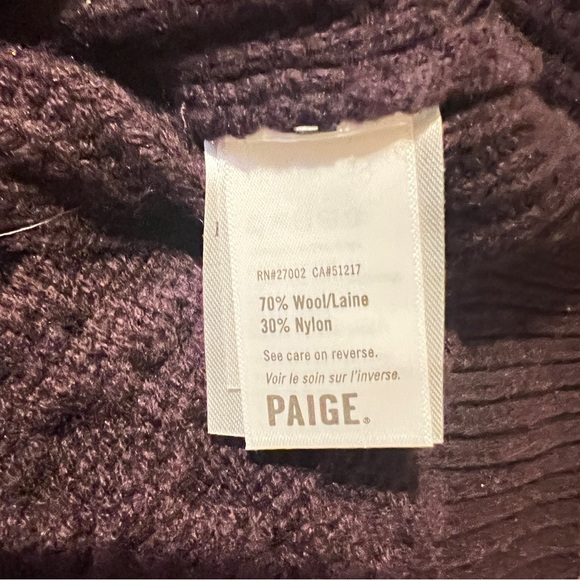 RN#27002 CA#51217
70% Wool/Laine
30% Nylon
See care on reverse.
Voir le soin sur l'inverse.
PAIGE®